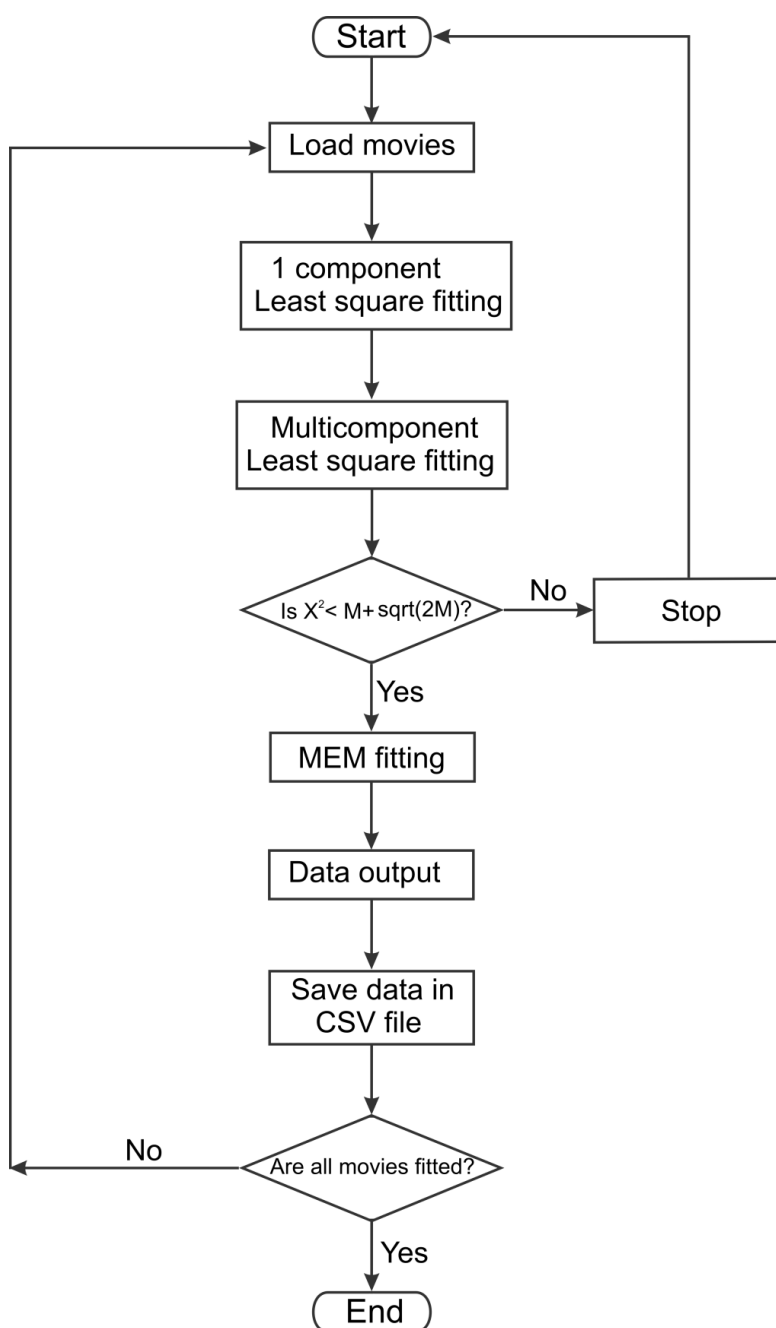 Start
Load movies
1 component
Least square fitting
Multicomponent
Least square fitting
Is X²< M+ sqrt(2M)?
No
Stop
Yes
MEM fitting
Data output
Save data in
CSV file
Are all movies fitted?
No
Yes
End